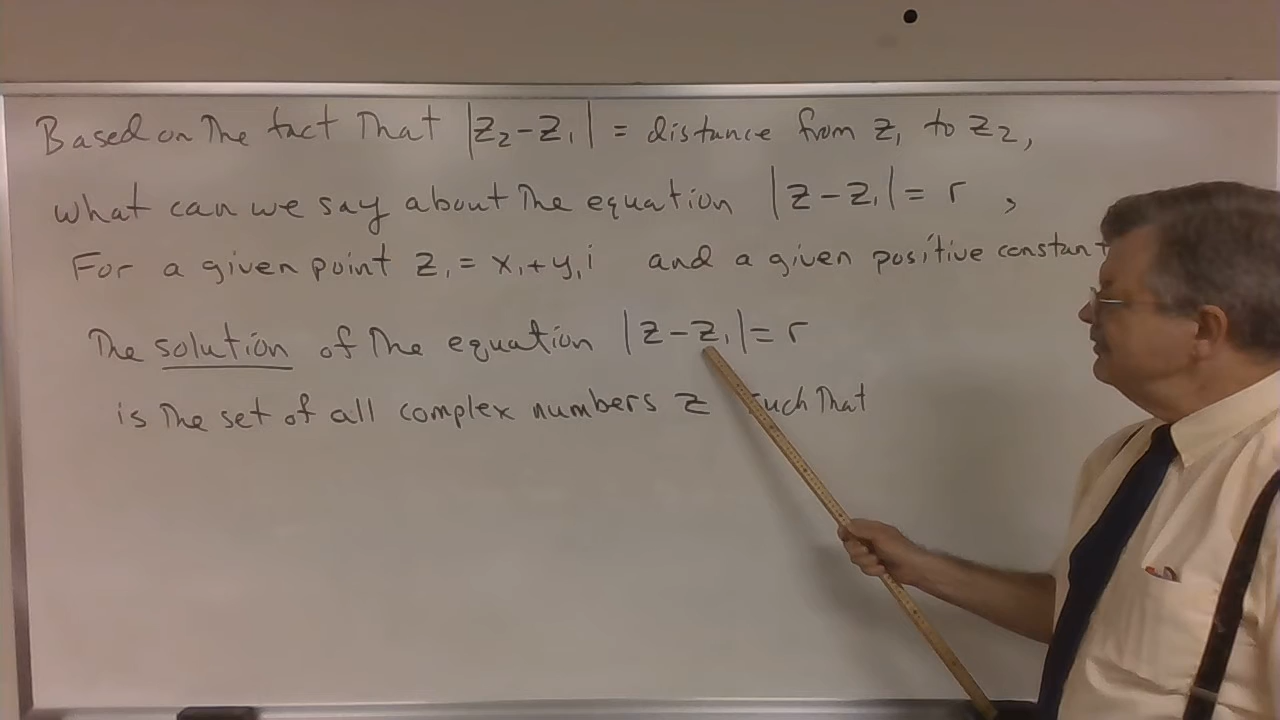 Based on The fact That |z₂-z₁| = distance from z₁ to z₂,
what can we say about The equation |z-z₁| = r ,
For a given point z₁ = x₁+y₁i and a given positive constant
The solution of The equation |z-z₁| = r
is The set of all complex numbers z such That